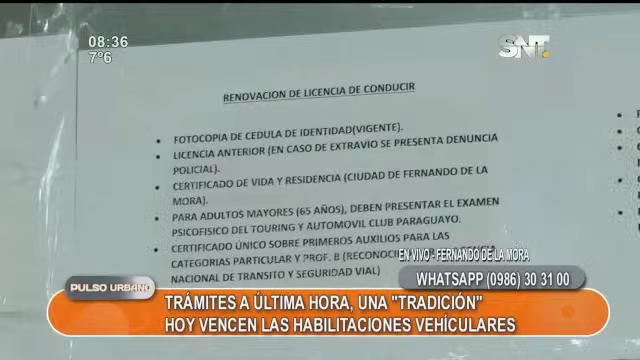 08:36
7º6
SNT.
RENOVACION DE LICENCIA DE CONDUCIR
• FOTOCOPIA DE CEDULA DE IDENTIDAD(VIGENTE).
• LICENCIA ANTERIOR (EN CASO DE EXTRAVIO SE PRESENTA DENUNCIA
POLICIAL).
• CERTIFICADO DE VIDA Y RESIDENCIA (CIUDAD DE FERNANDO DE LA
MORA).
• PARA ADULTOS MAYORES (65 AÑOS), DEBEN PRESENTAR EL EXAMEN
PSICOFISICO DEL TOURING Y AUTOMOVIL CLUB PARAGUAYO.
• CERTIFICADO ÚNICO SOBRE PRIMEROS AUXILIOS PARA LAS
CATEGORIAS PARTICULAR Y PROF. B
NACIONAL DE TRANSITO Y SEGURIDAD VIAL)
EN VIVO - FERNANDO DE LA MORA
WHATSAPP (0986) 30 31 00
PULSO URBANO
TRÁMITES A ÚLTIMA HORA, UNA "TRADICIÓN"
HOY VENCEN LAS HABILITACIONES VEHÍCULARES